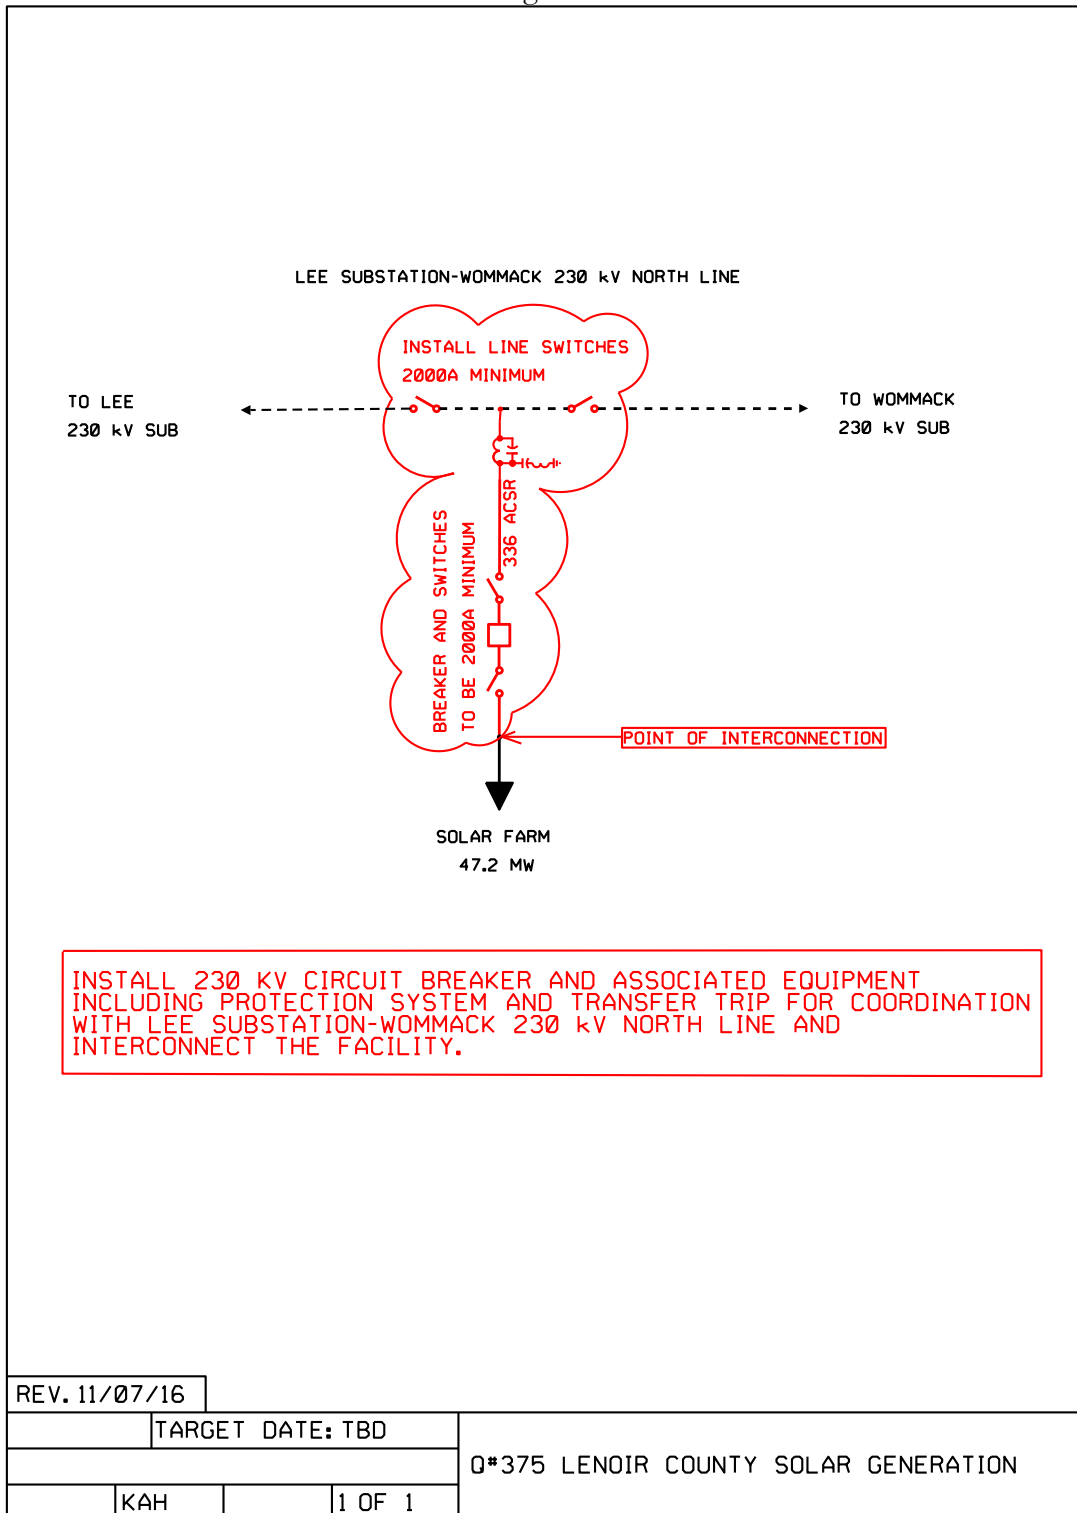 LEE SUBSTATION-WOMMACK 230 kV NORTH LINE
INSTALL LINE SWITCHES
2000A MINIMUM
TO LEE
230 kV SUB
TO WOMMACK
230 kV SUB
336 ACSR
BREAKER AND SWITCHES
TO BE 2000A MINIMUM
POINT OF INTERCONNECTION
SOLAR FARM
47.2 MW
INSTALL 230 KV CIRCUIT BREAKER AND ASSOCIATED EQUIPMENT
INCLUDING PROTECTION SYSTEM AND TRANSFER TRIP FOR COORDINATION
WITH LEE SUBSTATION-WOMMACK 230 kV NORTH LINE AND
INTERCONNECT THE FACILITY.
REV. 11/07/16
TARGET DATE: TBD
Q#375 LENOIR COUNTY SOLAR GENERATION
KAH
1 OF 1